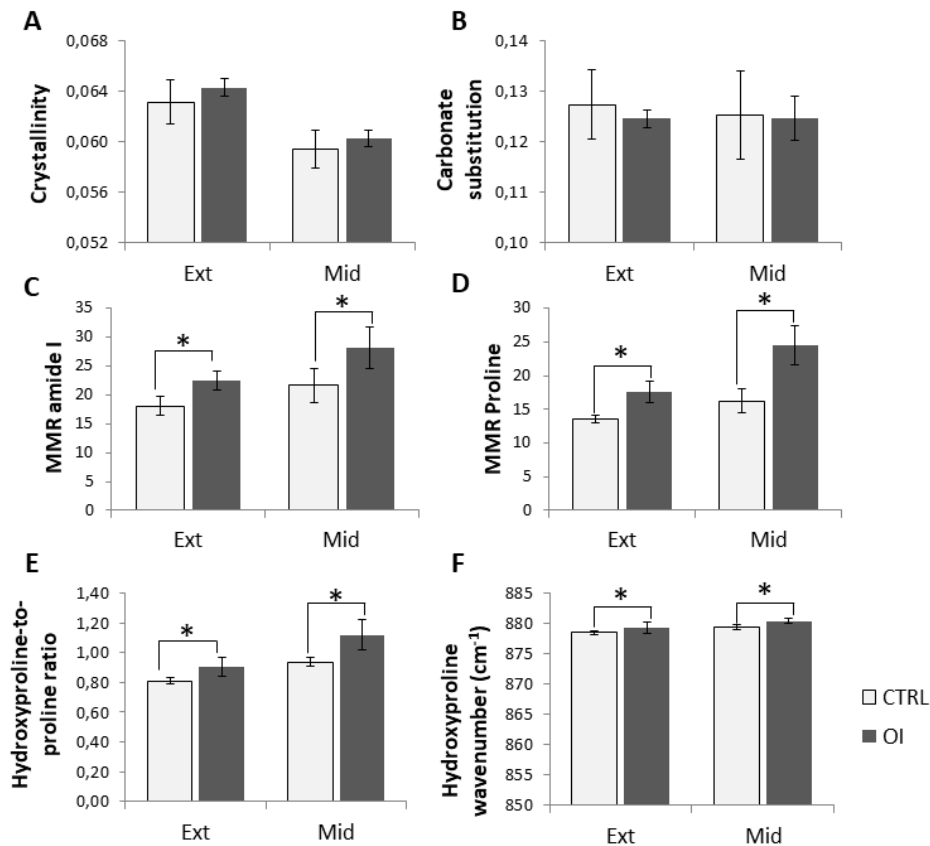 A
Crystallinity
0,068
0,064
0,060
0,056
0,052
Ext Mid
B
Carbonate
substitution
0,14
0,13
0,12
0,11
0,10
Ext Mid
C
MMR amide I
35
30
25
20
15
10
5
0
*
*
Ext Mid
D
MMR Proline
30
25
20
15
10
5
0
*
*
Ext Mid
E
Hydroxyproline-to-
proline ratio
1,40
1,20
1,00
0,80
0,60
0,40
0,20
0,00
*
*
Ext Mid
F
Hydroxyproline
wavenumber (cm⁻¹)
885
880
875
870
865
860
855
850
*
*
Ext Mid
CTRL
OI